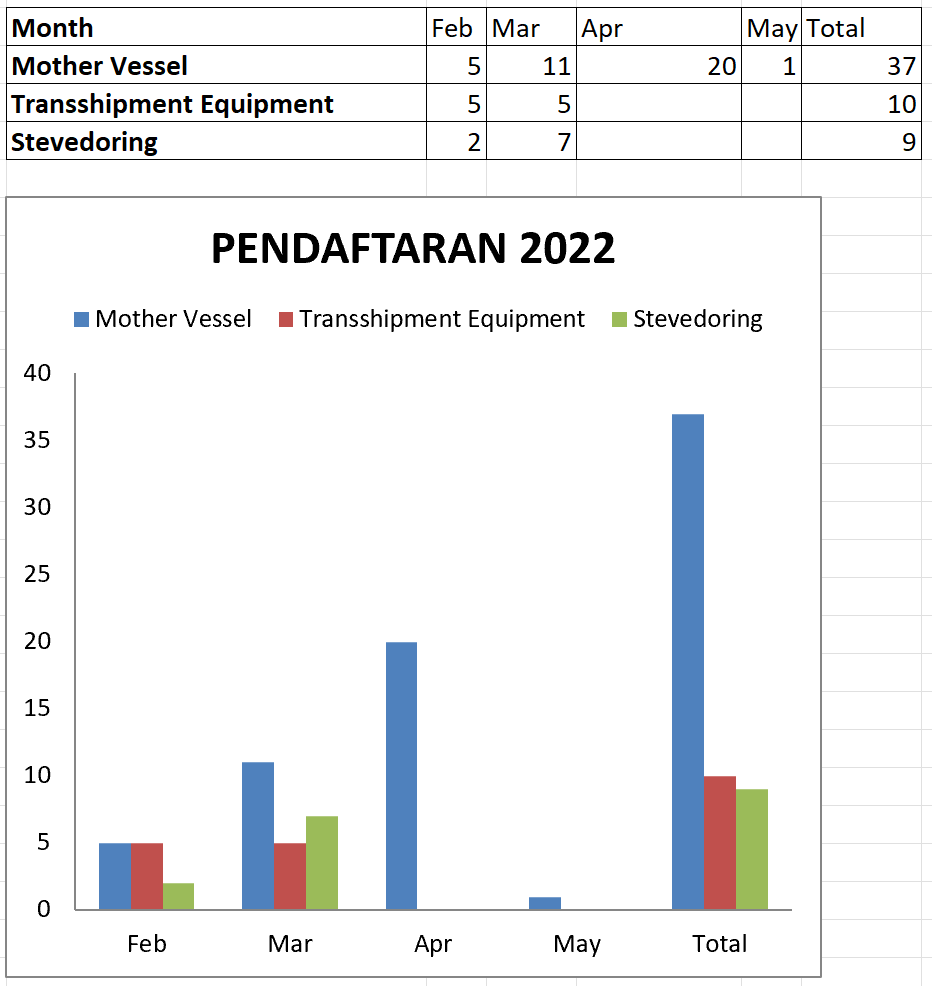 Month Feb Mar Apr May Total
Mother Vessel 5 11 20 1 37
Transshipment Equipment 5 5 10
Stevedoring 2 7 9
PENDAFTARAN 2022
Mother Vessel Transshipment Equipment Stevedoring
40
35
30
25
20
15
10
5
0
Feb Mar Apr May Total